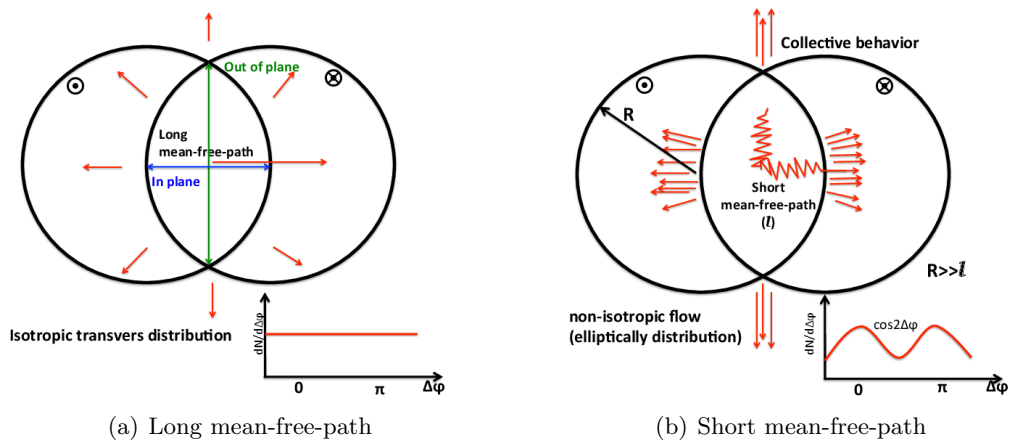 Out of plane
Long
mean-free-path
In plane
Isotropic transvers distribution
dN/dΔφ
0
π
Δφ
(a) Long mean-free-path
Collective behavior
R
Short
mean-free-path
(l)
R>>l
non-isotropic flow
(elliptically distribution)
dN/dΔφ
cos2Δφ
0
π
Δφ
(b) Short mean-free-path